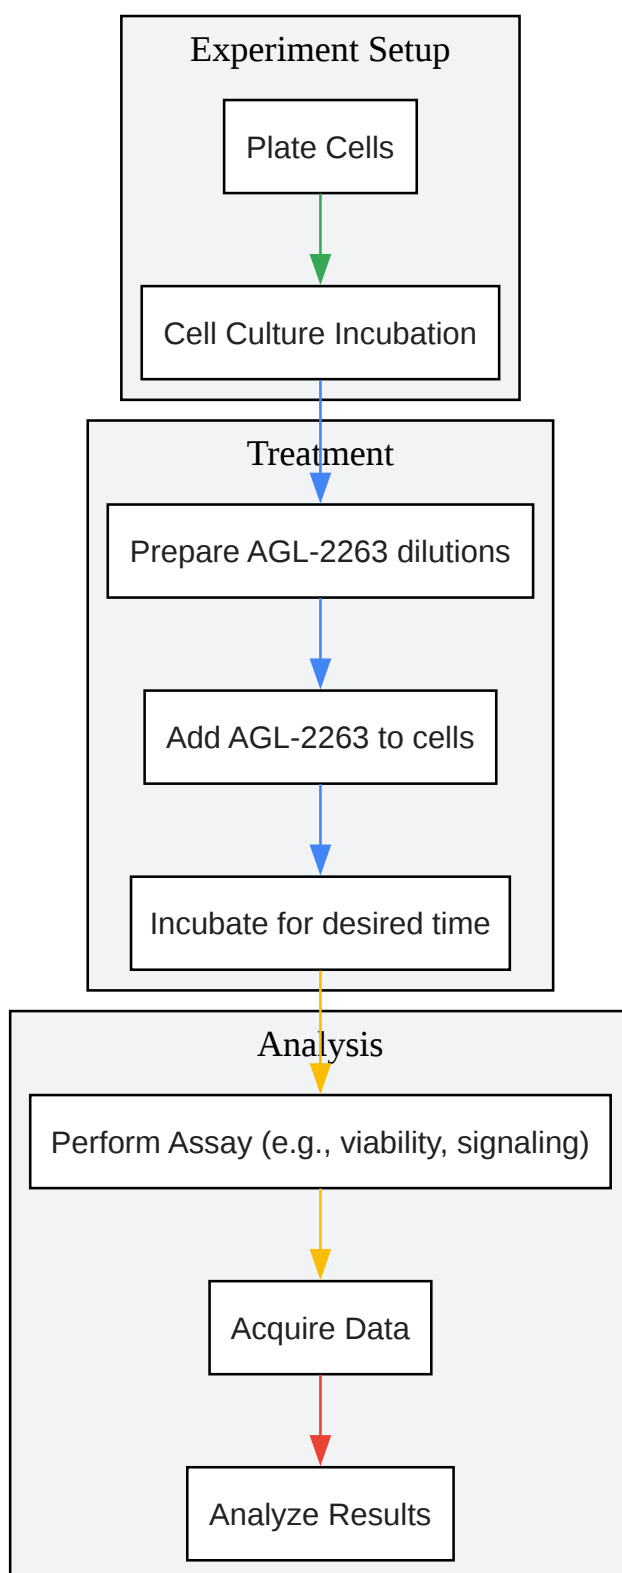 Experiment Setup
Plate Cells
Cell Culture Incubation
Treatment
Prepare AGL-2263 dilutions
Add AGL-2263 to cells
Incubate for desired time
Analysis
Perform Assay (e.g., viability, signaling)
Acquire Data
Analyze Results